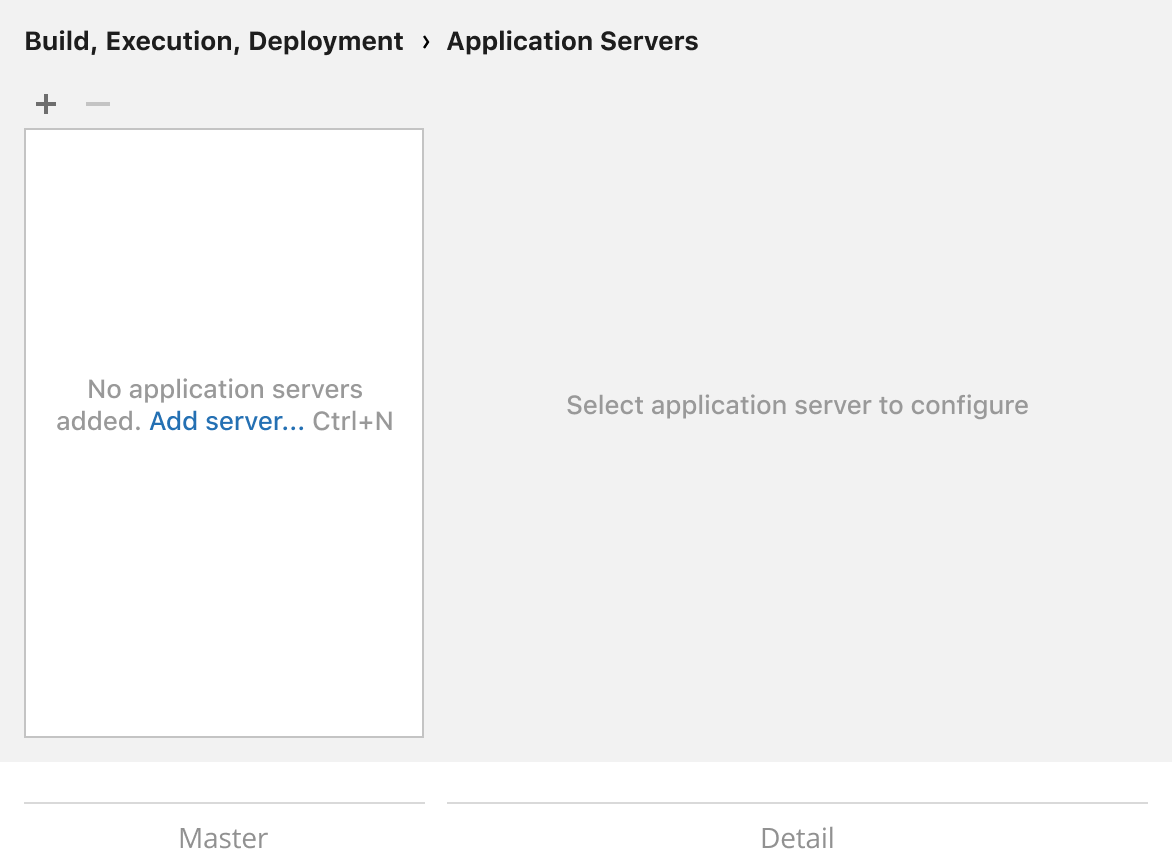 Build, Execution, Deployment › Application Servers
No application servers
added. Add server... Ctrl+N
Select application server to configure
Master
Detail